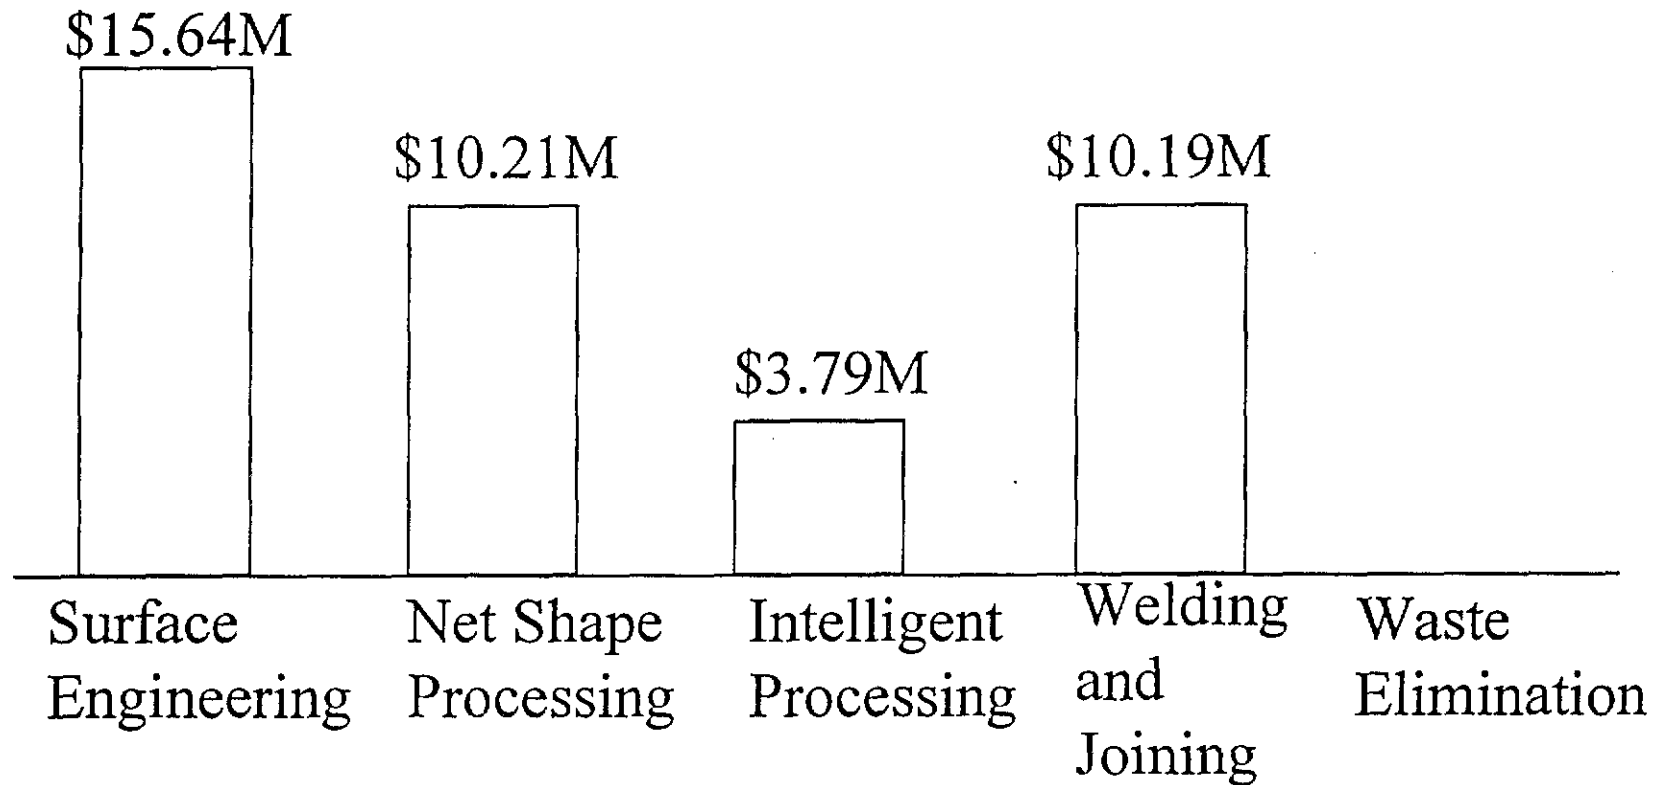 $15.64M
$10.21M
$10.19M
$3.79M
Surface
Engineering
Net Shape
Processing
Intelligent
Processing
Welding
and
Joining
Waste
Elimination